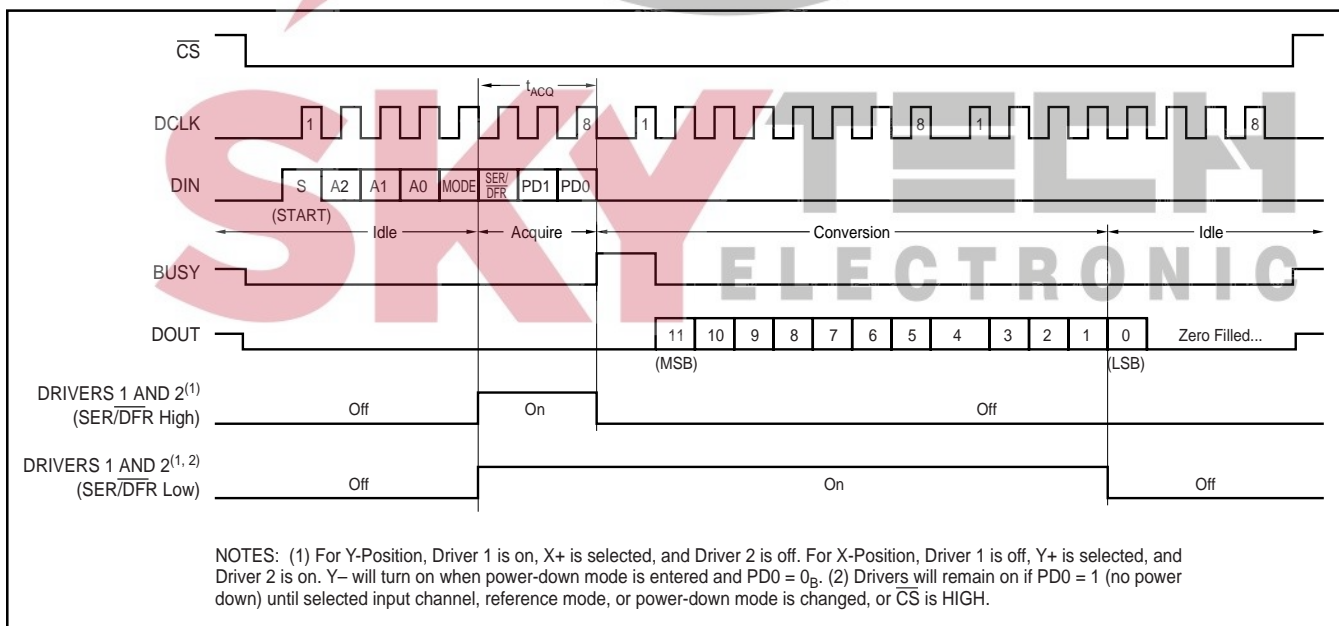 CS
tACQ
DCLK 1 8 1 8 1 8
DIN S A2 A1 A0 MODE SER/DFR PD1 PD0
(START)
Idle Acquire Conversion Idle
BUSY
DOUT 11 10 9 8 7 6 5 4 3 2 1 0 Zero Filled...
(MSB) (LSB)
DRIVERS 1 AND 2(1)
(SER/DFR High) Off On Off
DRIVERS 1 AND 2(1, 2)
(SER/DFR Low) Off On Off
NOTES: (1) For Y-Position, Driver 1 is on, X+ is selected, and Driver 2 is off. For X-Position, Driver 1 is off, Y+ is selected, and
Driver 2 is on. Y– will turn on when power-down mode is entered and PD0 = 0B. (2) Drivers will remain on if PD0 = 1 (no power
down) until selected input channel, reference mode, or power-down mode is changed, or CS is HIGH.
SKYTECH
ELECTRONIC